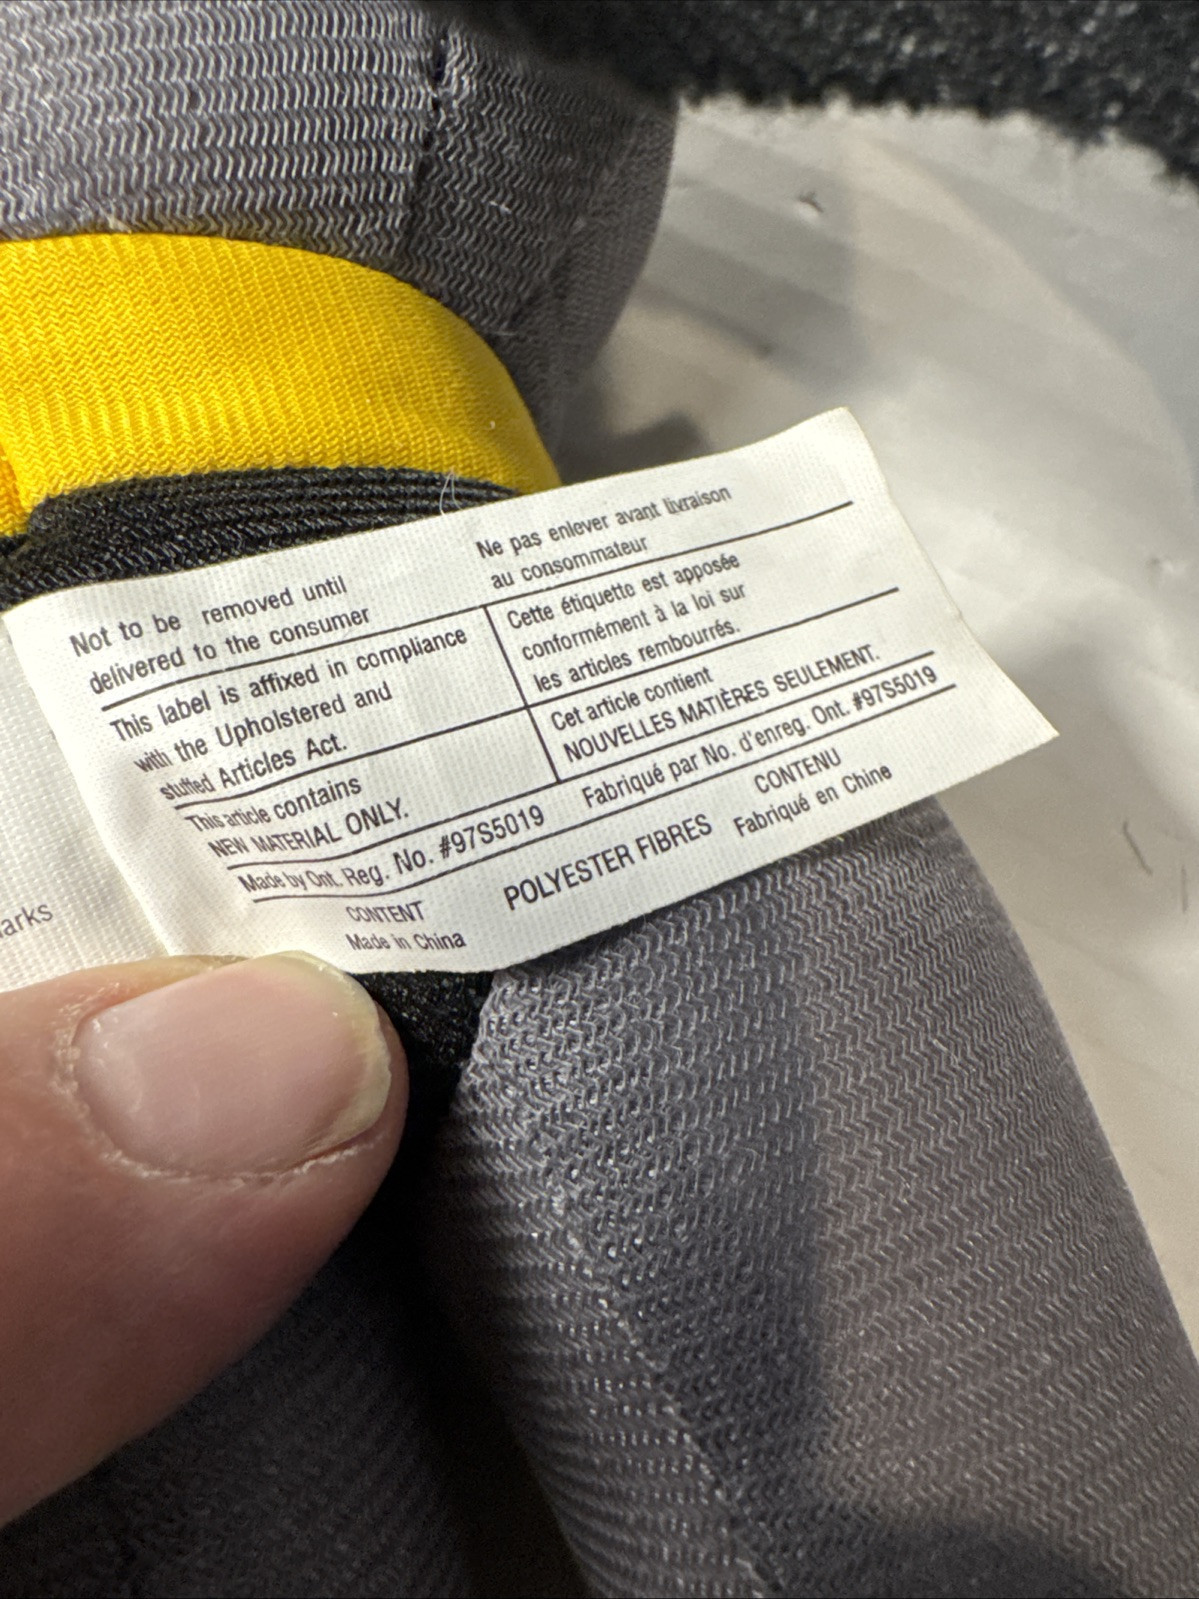 Not to be removed until
delivered to the consumer
Ne pas enlever avant livraison
au consommateur
This label is affixed in compliance
with the Upholstered and
stuffed Articles Act.
Cette étiquette est apposée
conformément à la loi sur
les articles rembourrés.
This article contains
NEW MATERIAL ONLY.
Cet article contient
NOUVELLES MATIÈRES SEULEMENT.
Made by Ont. Reg. No. #97S5019
Fabriqué par No. d'enreg. Ont. #97S5019
CONTENT
Made in China
POLYESTER FIBRES
CONTENU
Fabriqué en Chine
arks